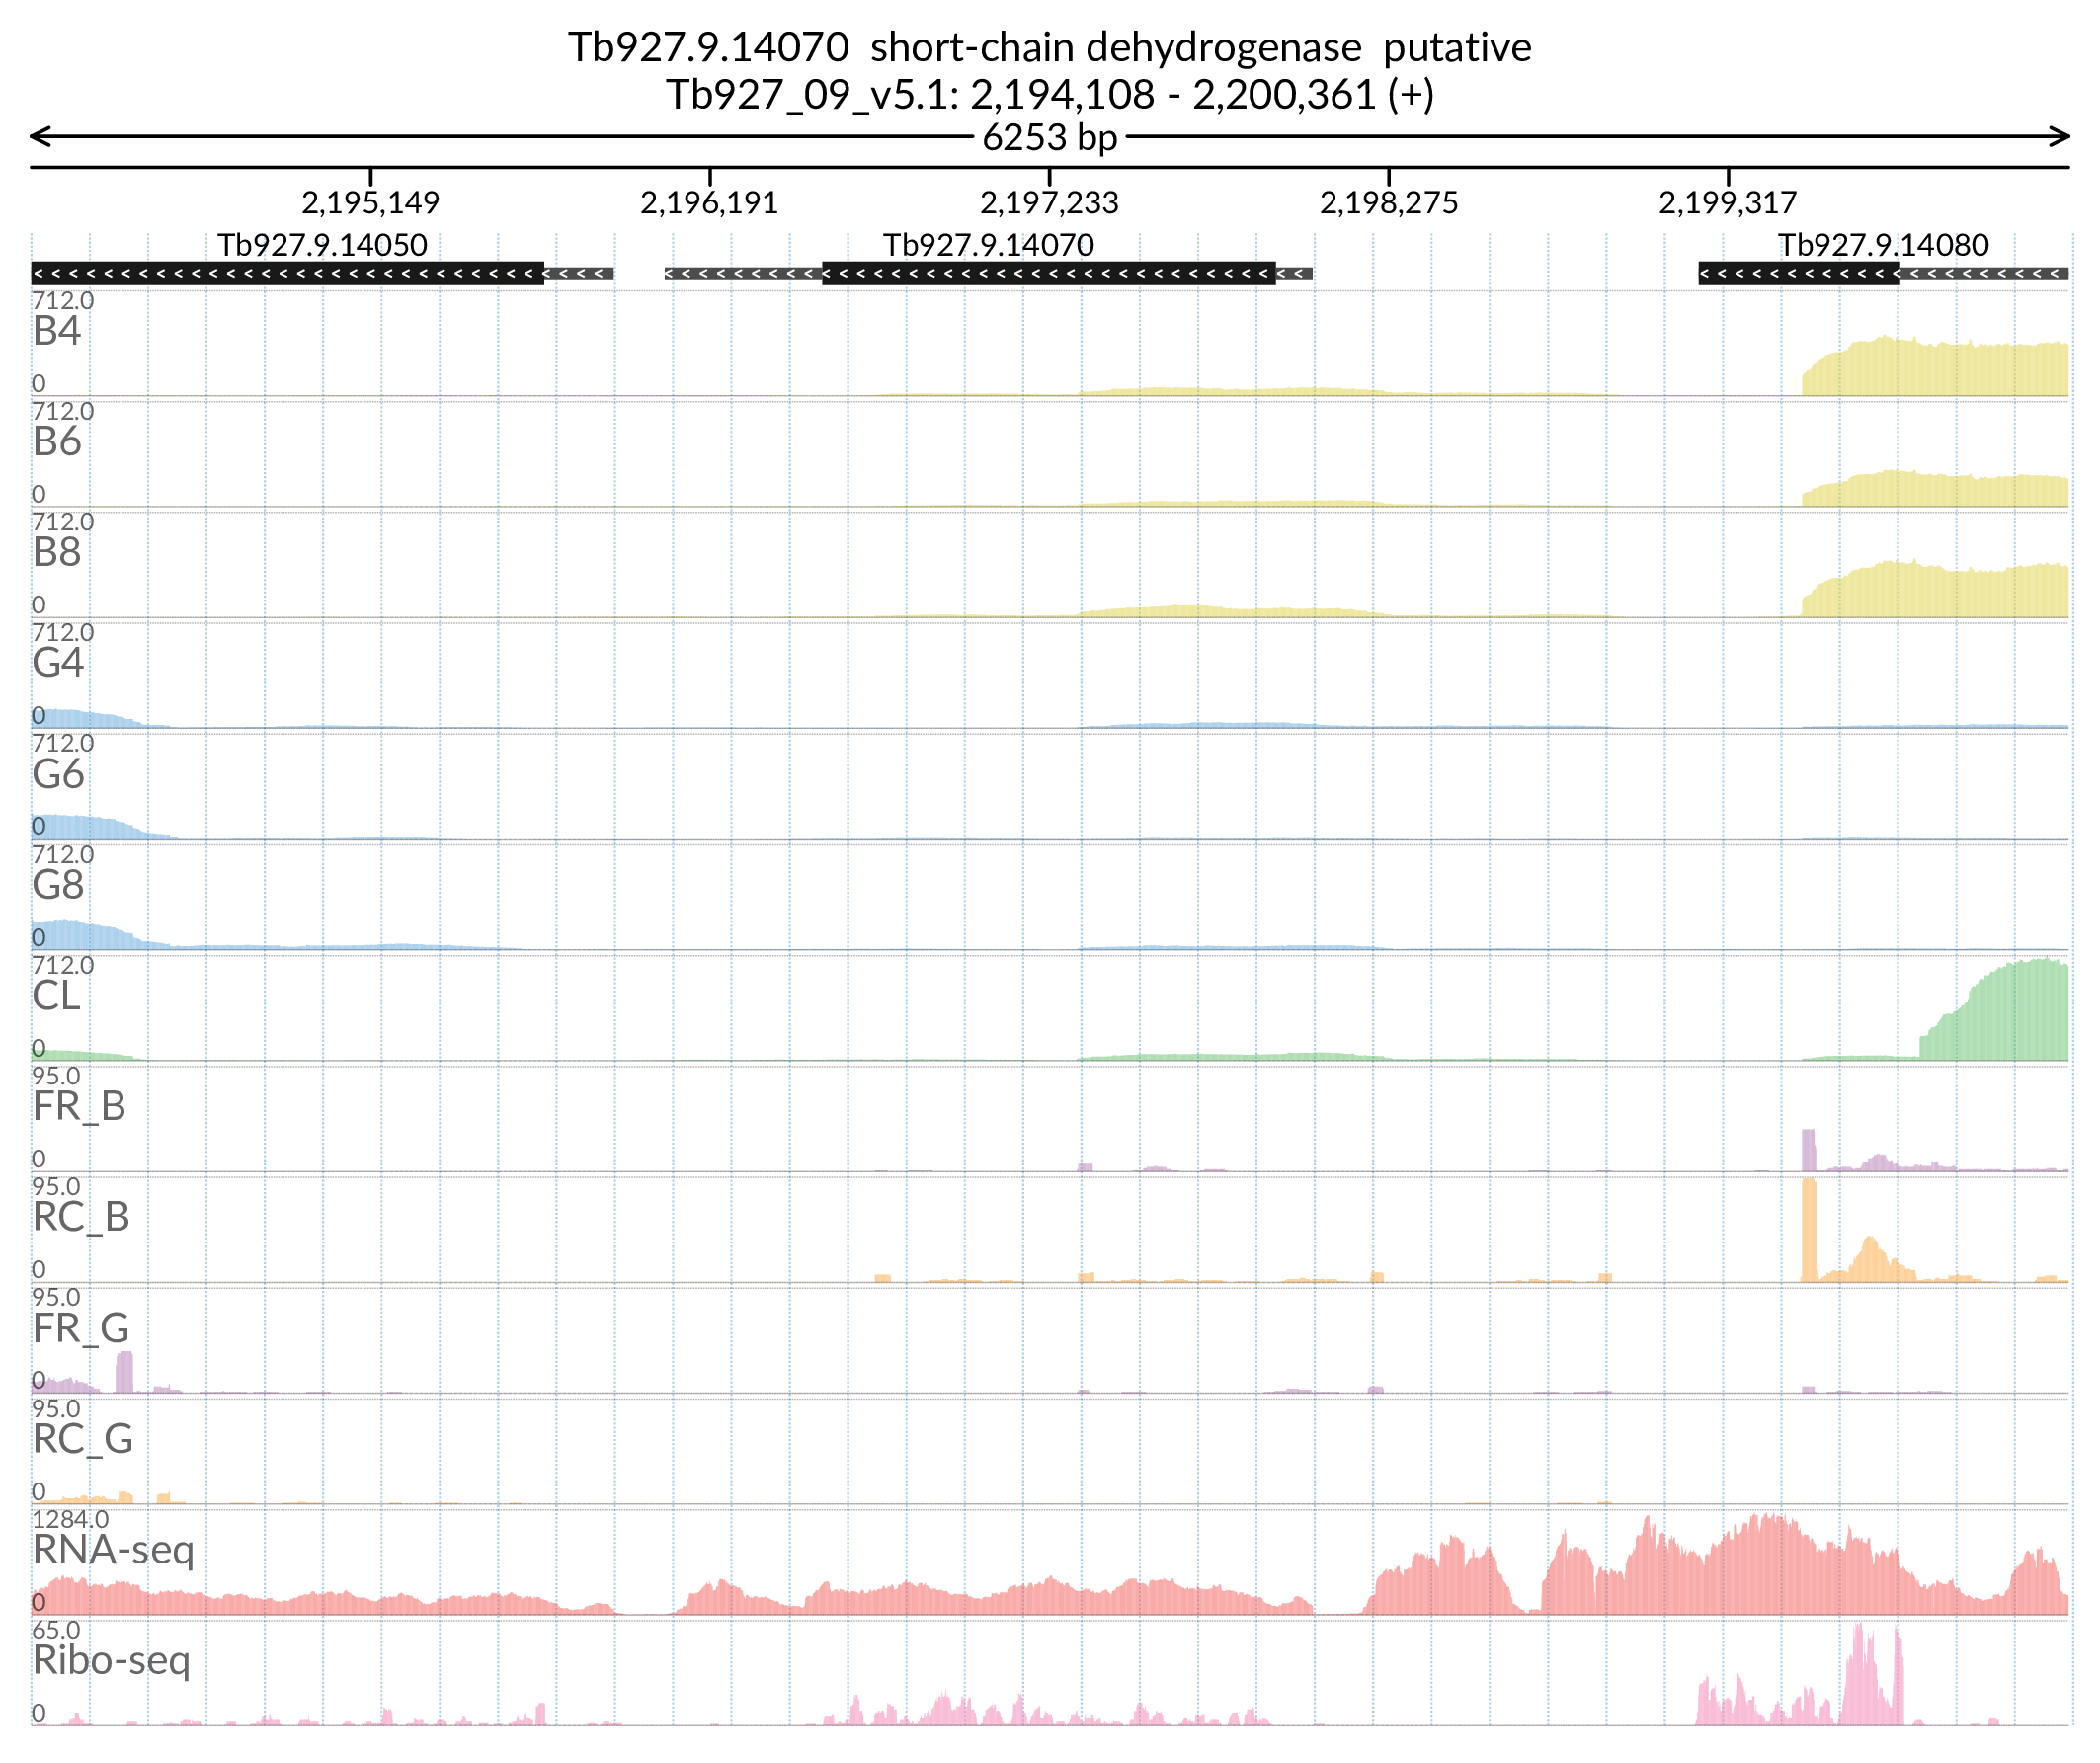 Tb927.9.14070 short-chain dehydrogenase putative
Tb927_09_v5.1: 2,194,108 - 2,200,361 (+)
6253 bp
2,195,149 2,196,191 2,197,233 2,198,275 2,199,317
Tb927.9.14050 Tb927.9.14070 Tb927.9.14080
712.0
B4
0
712.0
B6
0
712.0
B8
0
712.0
G4
0
712.0
G6
0
712.0
G8
0
712.0
CL
0
95.0
FR_B
0
95.0
RC_B
0
95.0
FR_G
0
95.0
RC_G
0
1284.0
RNA-seq
0
65.0
Ribo-seq
0